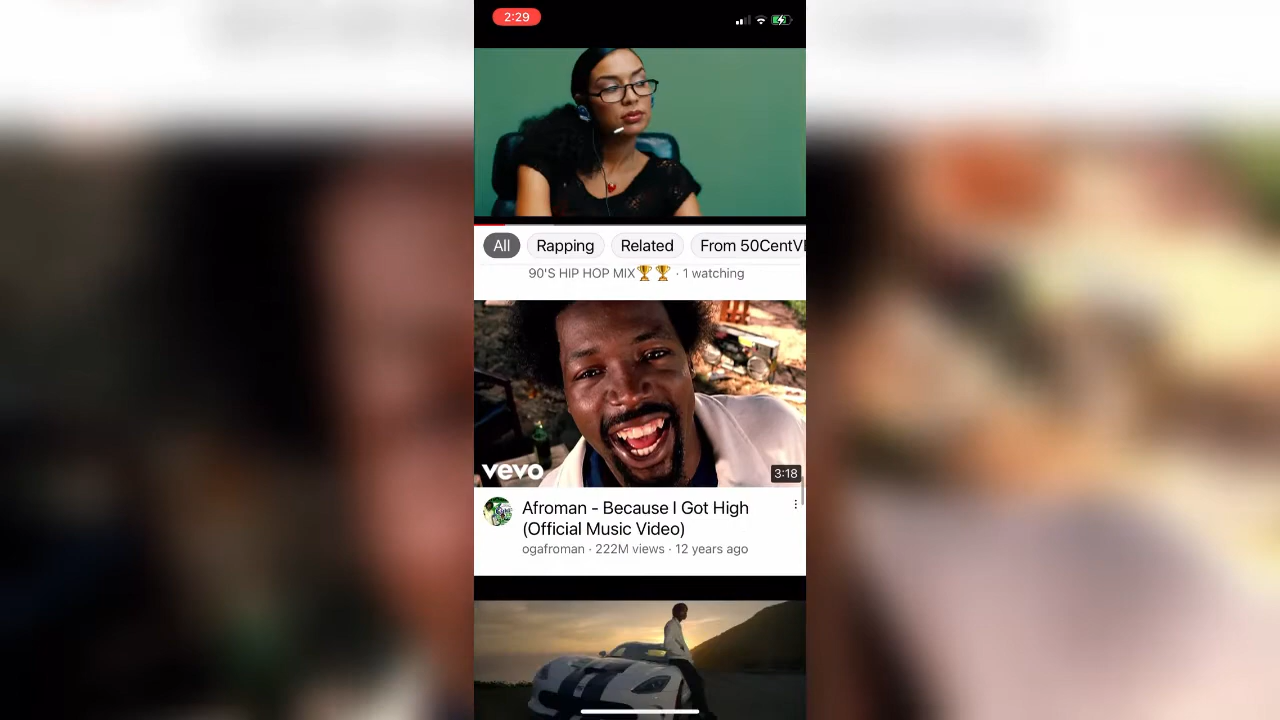 2:29
All Rapping Related From 50CentV
90'S HIP HOP MIX🏆🏆 · 1 watching
vevo
3:18
Afroman - Because I Got High
(Official Music Video)
ogafroman · 222M views · 12 years ago